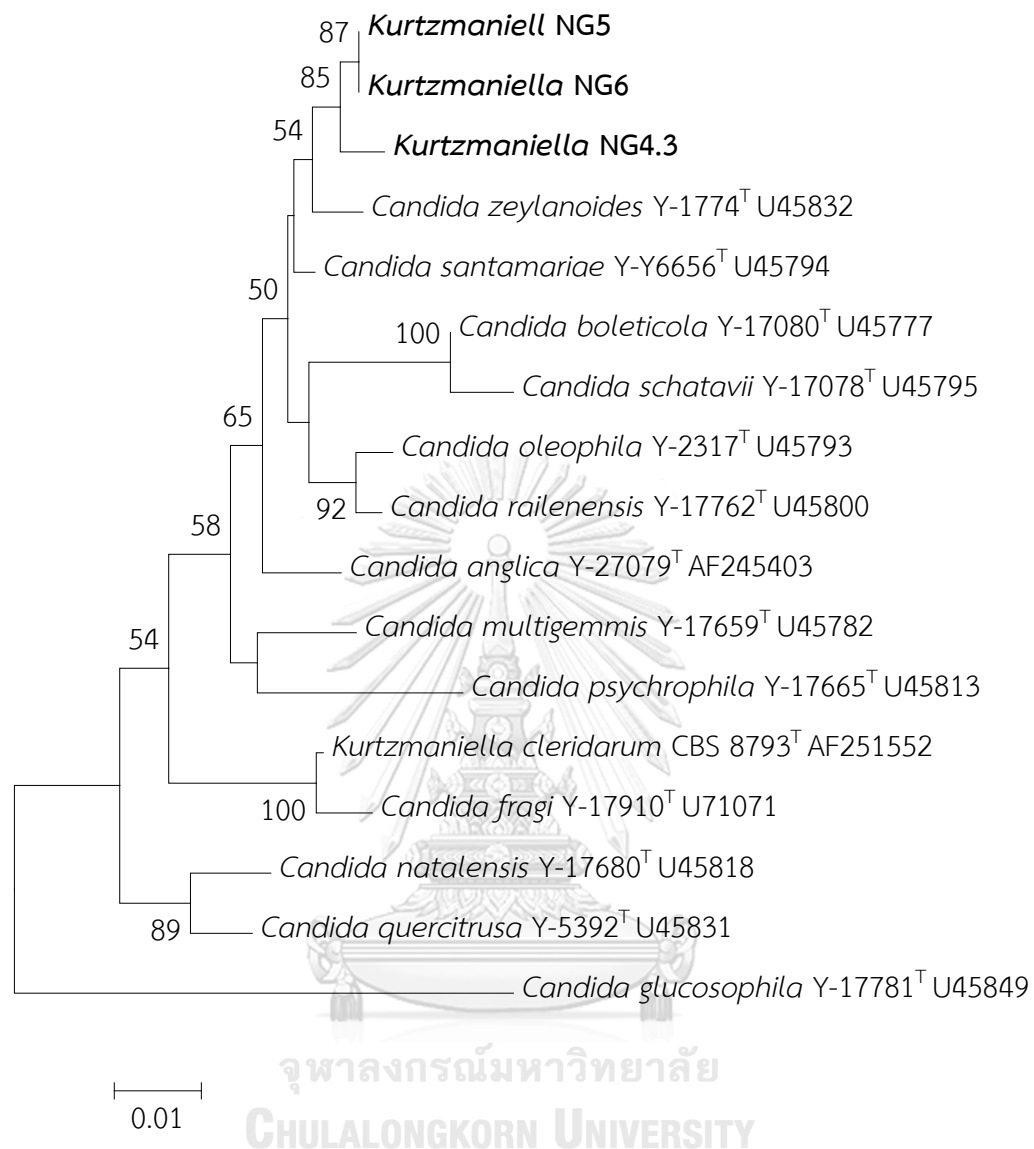 87 Kurtzmaniell NG5
85 Kurtzmaniella NG6
54 Kurtzmaniella NG4.3
Candida zeylanoides Y-1774ᵀ U45832
Candida santamariae Y-Y6656ᵀ U45794
50
100 Candida boleticola Y-17080ᵀ U45777
Candida schatavii Y-17078ᵀ U45795
65
Candida oleophila Y-2317ᵀ U45793
92 Candida railenensis Y-17762ᵀ U45800
58
Candida anglica Y-27079ᵀ AF245403
Candida multigemmis Y-17659ᵀ U45782
54
Candida psychrophila Y-17665ᵀ U45813
Kurtzmaniella cleridarum CBS 8793ᵀ AF251552
100 Candida fragi Y-17910ᵀ U71071
Candida natalensis Y-17680ᵀ U45818
89 Candida quercitrusa Y-5392ᵀ U45831
Candida glucosophila Y-17781ᵀ U45849
0.01
จุฬาลงกรณ์มหาวิทยาลัย
CHULALONGKORN UNIVERSITY